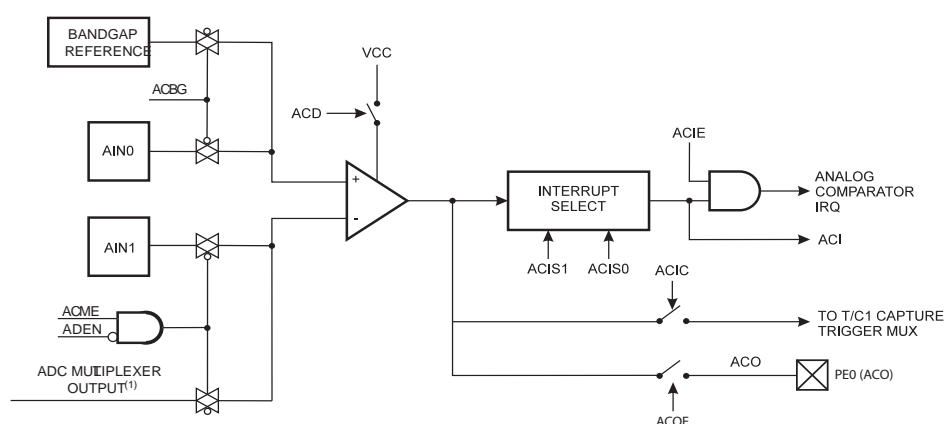 BANDGAP
REFERENCE
VCC
ACBG
ACD
ACIE
AIN0
+
-
INTERRUPT
SELECT
ANALOG
COMPARATOR
IRQ
AIN1
ACI
ACIS1
ACIS0
ACIC
ACME
ADEN
TO T/C1 CAPTURE
TRIGGER MUX
ADC MULTIPLEXER
OUTPUT(1)
ACO
PE0 (ACO)